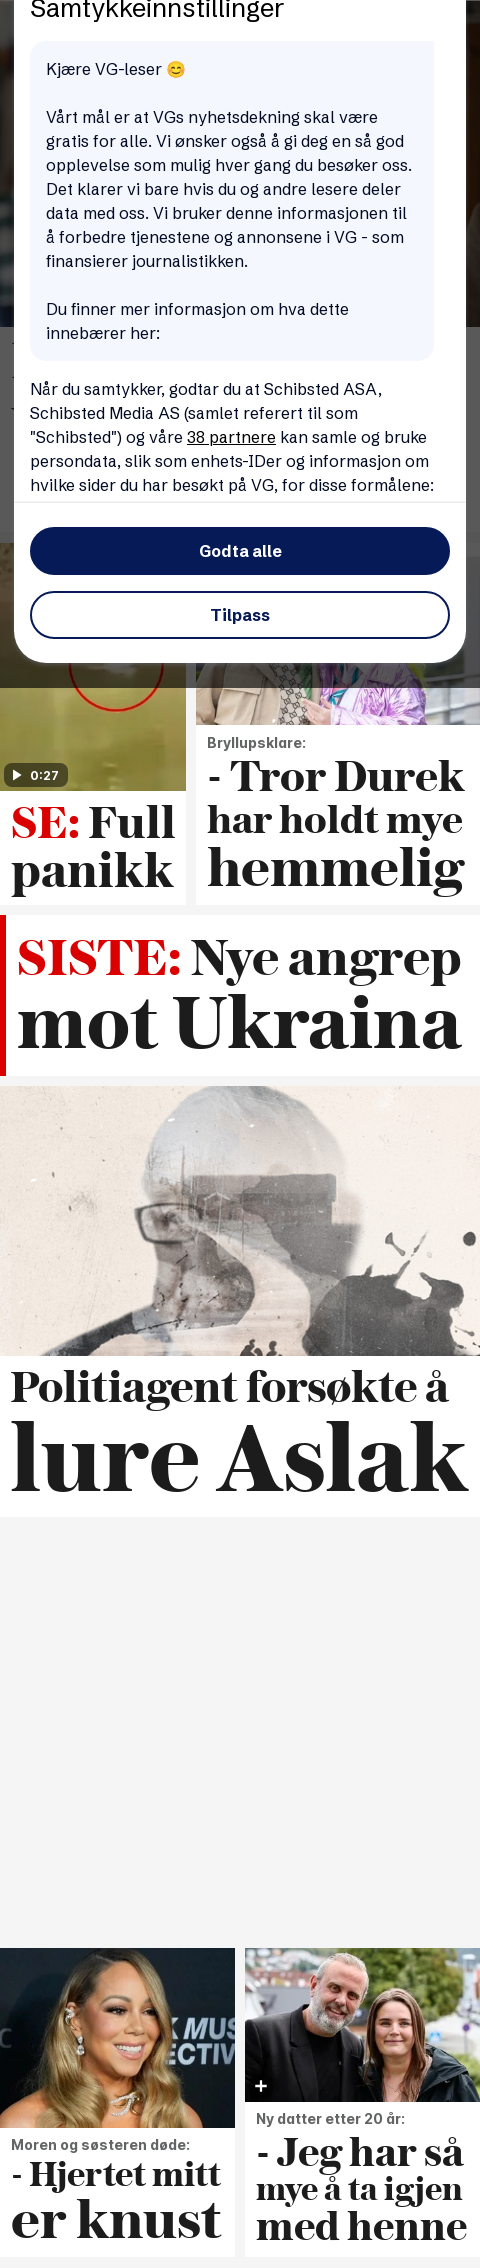 Samtykkeinnstillinger
Kjære VG-leser 😊
Vårt mål er at VGs nyhetsdekning skal være
gratis for alle. Vi ønsker også å gi deg en så god
opplevelse som mulig hver gang du besøker oss.
Det klarer vi bare hvis du og andre lesere deler
data med oss. Vi bruker denne informasjonen til
å forbedre tjenestene og annonsene i VG - som
finansierer journalistikken.
Du finner mer informasjon om hva dette
innebærer her:
Når du samtykker, godtar du at Schibsted ASA,
Schibsted Media AS (samlet referert til som
"Schibsted") og våre 38 partnere kan samle og bruke
persondata, slik som enhets-IDer og informasjon om
hvilke sider du har besøkt på VG, for disse formålene:
Godta alle
Tilpass
0:27
SE: Full
panikk
Bryllupsklare:
- Tror Durek
har holdt mye
hemmelig
SISTE: Nye angrep
mot Ukraina
Politiagent forsøkte å
lure Aslak
Moren og søsteren døde:
- Hjertet mitt
er knust
Ny datter etter 20 år:
- Jeg har så
mye å ta igjen
med henne